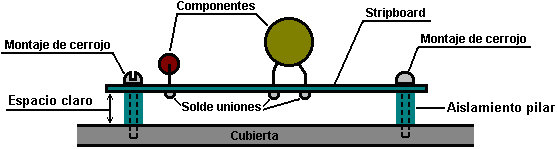 Componentes
Stripboard
Montaje de cerrojo
Montaje de cerrojo
Espacio claro
Solde uniones
Aislamiento pilar
Cubierta